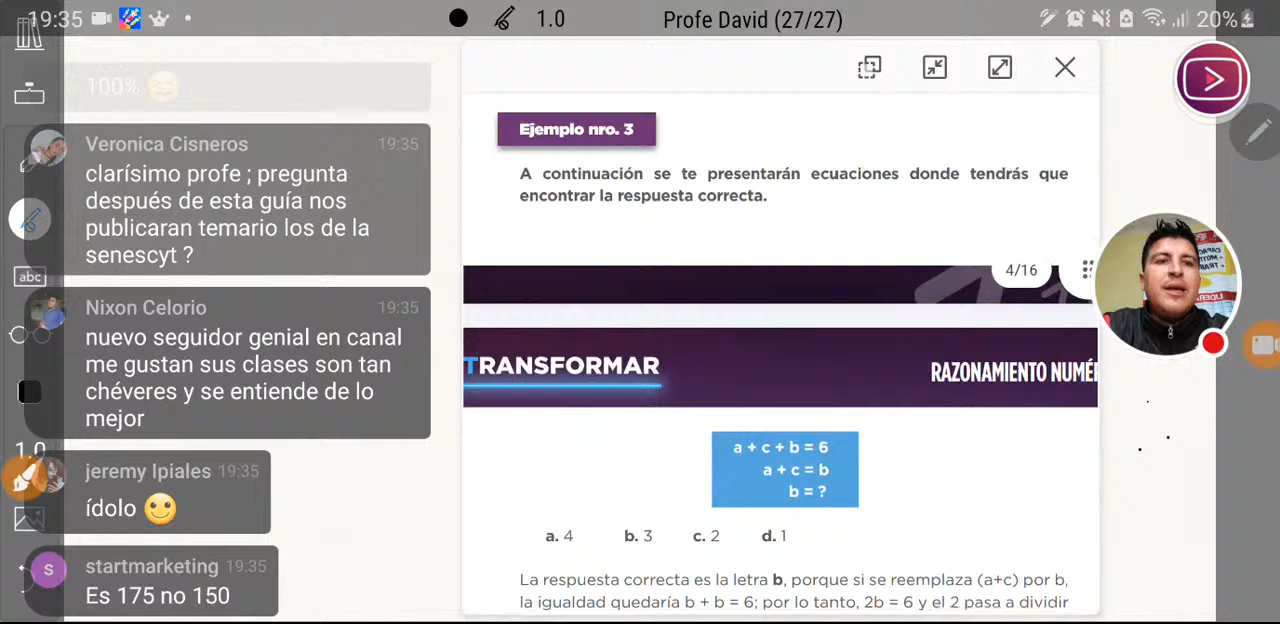 19:35
1.0
Profe David (27/27)
20%
100%
Veronica Cisneros 19:35
clarísimo profe ; pregunta
después de esta guía nos
publicaran temario los de la
senescyt ?
abc
Nixon Celorio 19:35
nuevo seguidor genial en canal
me gustan sus clases son tan
chéveres y se entiende de lo
mejor
1.0
jeremy Ipiales 19:35
ídolo
S
startmarketing 19:35
Es 175 no 150
Ejemplo nro. 3
A continuación se te presentarán ecuaciones donde tendrás que
encontrar la respuesta correcta.
4/16
TRANSFORMAR
RAZONAMIENTO NUMÉR
a + c + b = 6
a + c = b
b = ?
a. 4 b. 3 c. 2 d. 1
La respuesta correcta es la letra b, porque si se reemplaza (a+c) por b,
la igualdad quedaría b + b = 6; por lo tanto, 2b = 6 y el 2 pasa a dividir